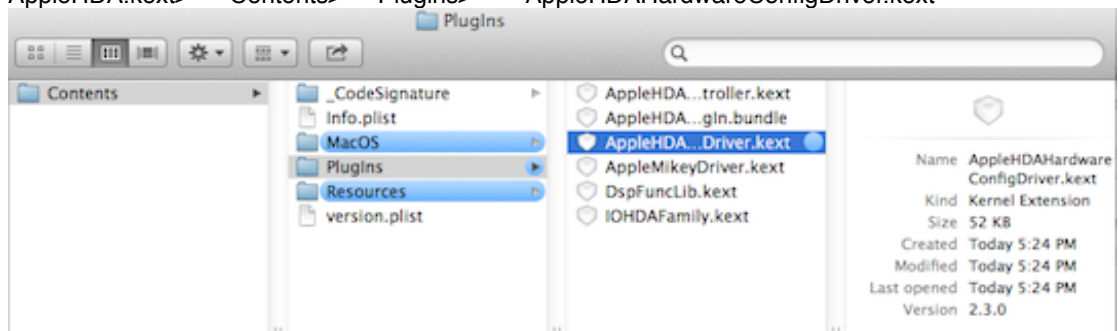 AppleHDA.kext> Contents> PlugIns> AppleHDAHardwareConfigDriver.kext
PlugIns
Contents
_CodeSignature
Info.plist
MacOS
PlugIns
Resources
version.plist
AppleHDA...troller.kext
AppleHDA...gIn.bundle
AppleHDA...Driver.kext
AppleMikeyDriver.kext
DspFuncLib.kext
IOHDAFamily.kext
Name AppleHDAHardware
ConfigDriver.kext
Kind Kernel Extension
Size 52 KB
Created Today 5:24 PM
Modified Today 5:24 PM
Last opened Today 5:24 PM
Version 2.3.0